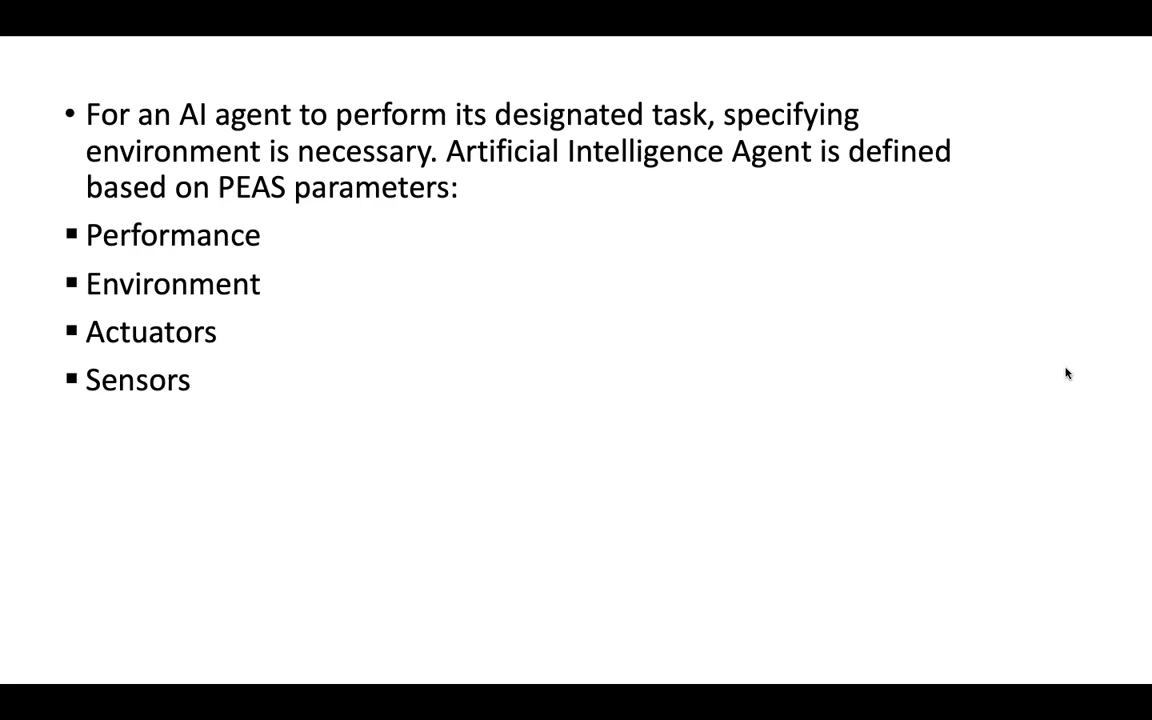 • For an AI agent to perform its designated task, specifying
environment is necessary. Artificial Intelligence Agent is defined
based on PEAS parameters:
▪ Performance
▪ Environment
▪ Actuators
▪ Sensors